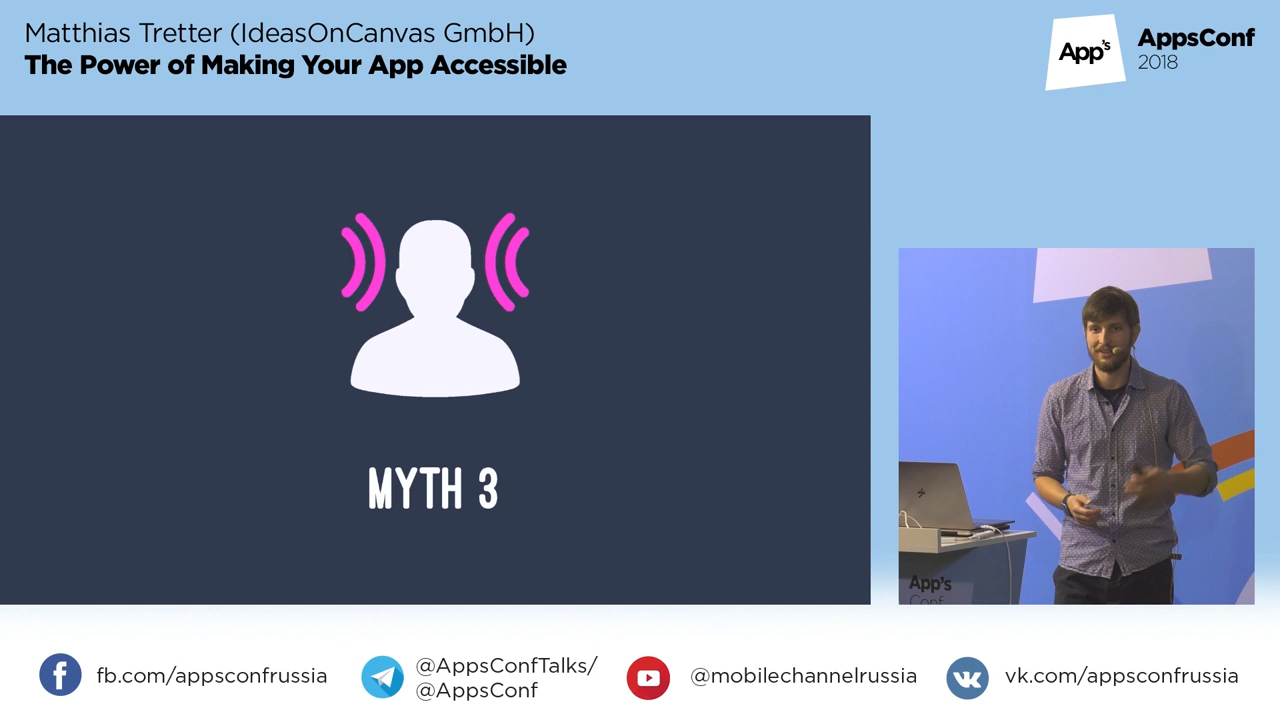 Matthias Tretter (IdeasOnCanvas GmbH)
The Power of Making Your App Accessible
App's
AppsConf
2018
MYTH 3
App's
Conf
fb.com/appsconfrussia
@AppsConfTalks/
@AppsConf
@mobilechannelrussia
vk.com/appsconfrussia